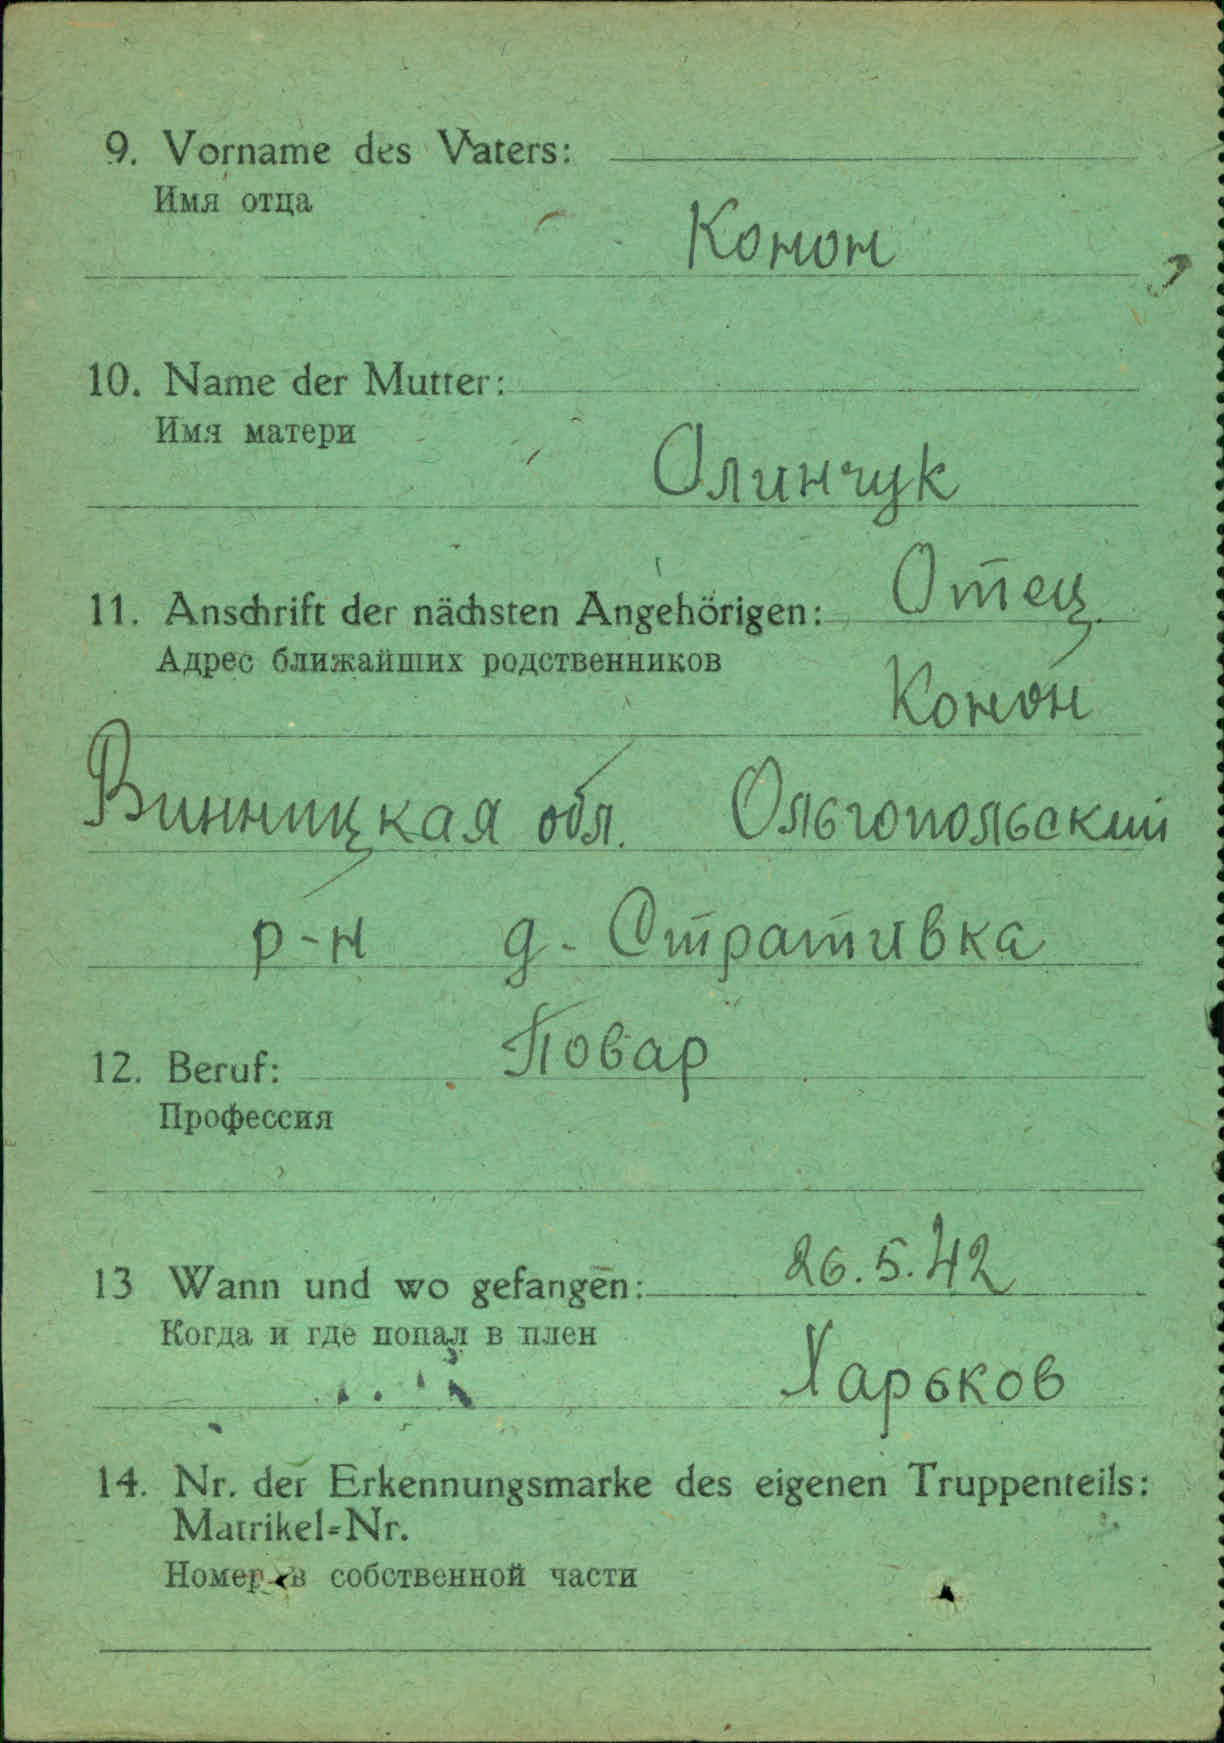 9. Vorname des Vaters:
Имя отца
Конон
10. Name der Mutter:
Имя матери
Олинчук
11. Anschrift der nächsten Angehörigen: Отец
Адрес ближайших родственников
Конон
Винницкая обл. Ольгопольский
р-н д. Стративка
12. Beruf: Повар
Профессия
13 Wann und wo gefangen: 26.5.42
Когда и где попал в плен
Харьков
14. Nr. der Erkennungsmarke des eigenen Truppenteils:
Matrikel=Nr.
Номер в собственной части